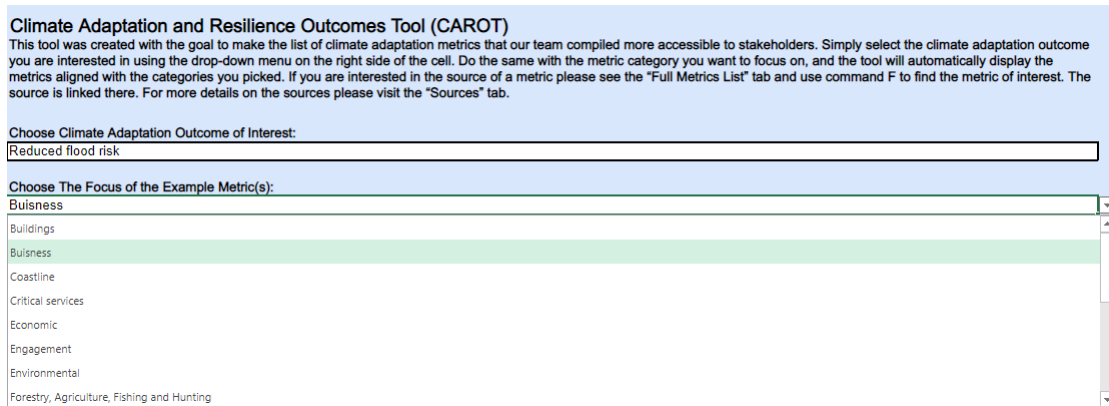 Climate Adaptation and Resilience Outcomes Tool (CAROT)
This tool was created with the goal to make the list of climate adaptation metrics that our team compiled more accessible to stakeholders. Simply select the climate adaptation outcome
you are interested in using the drop-down menu on the right side of the cell. Do the same with the metric category you want to focus on, and the tool will automatically display the
metrics aligned with the categories you picked. If you are interested in the source of a metric please see the “Full Metrics List” tab and use command F to find the metric of interest. The
source is linked there. For more details on the sources please visit the “Sources” tab.
Choose Climate Adaptation Outcome of Interest:
Reduced flood risk
Choose The Focus of the Example Metric(s):
Buisness
Buildings
Buisness
Coastline
Critical services
Economic
Engagement
Environmental
Forestry, Agriculture, Fishing and Hunting